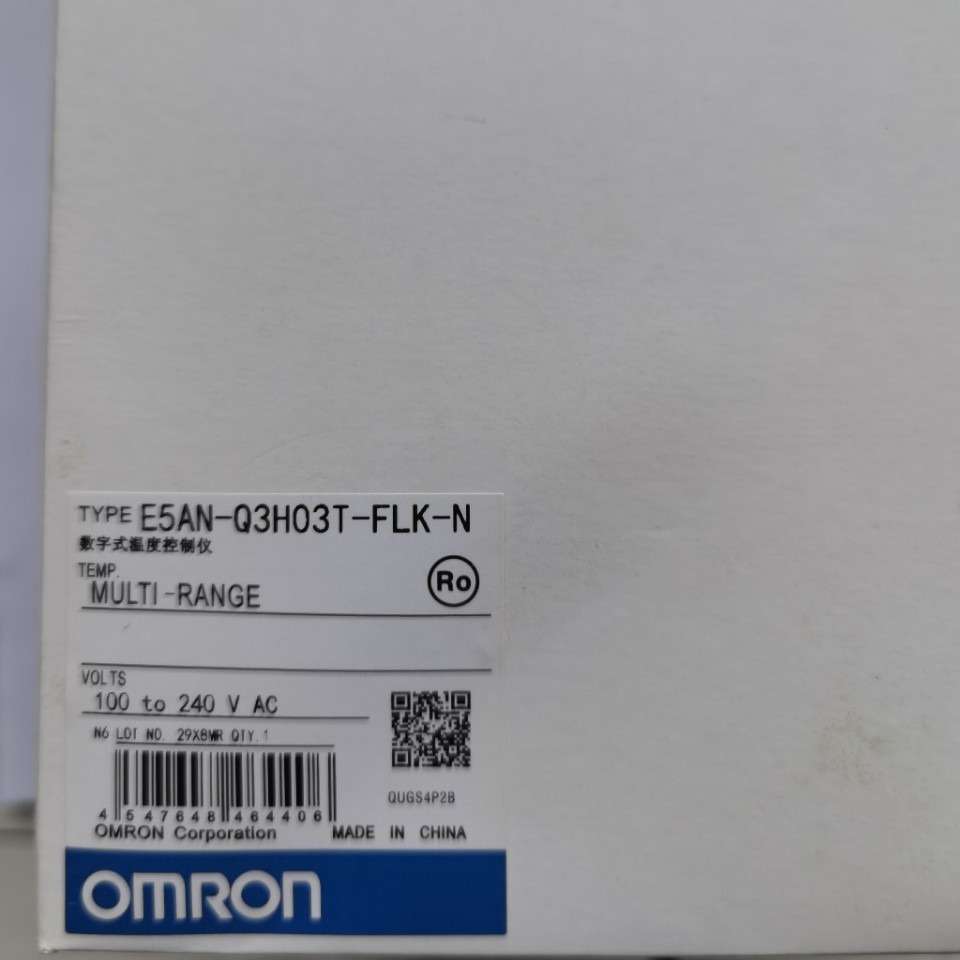 TYPE E5AN-Q3H03T-FLK-N
数字式温度控制仪
TEMP.
MULTI-RANGE
Ro
VOLTS
100 to 240 V AC
N6 LOT NO. 29X8MR QTY.1
QUGS4P2B
4 547648 464406
OMRON Corporation MADE IN CHINA
OMRON